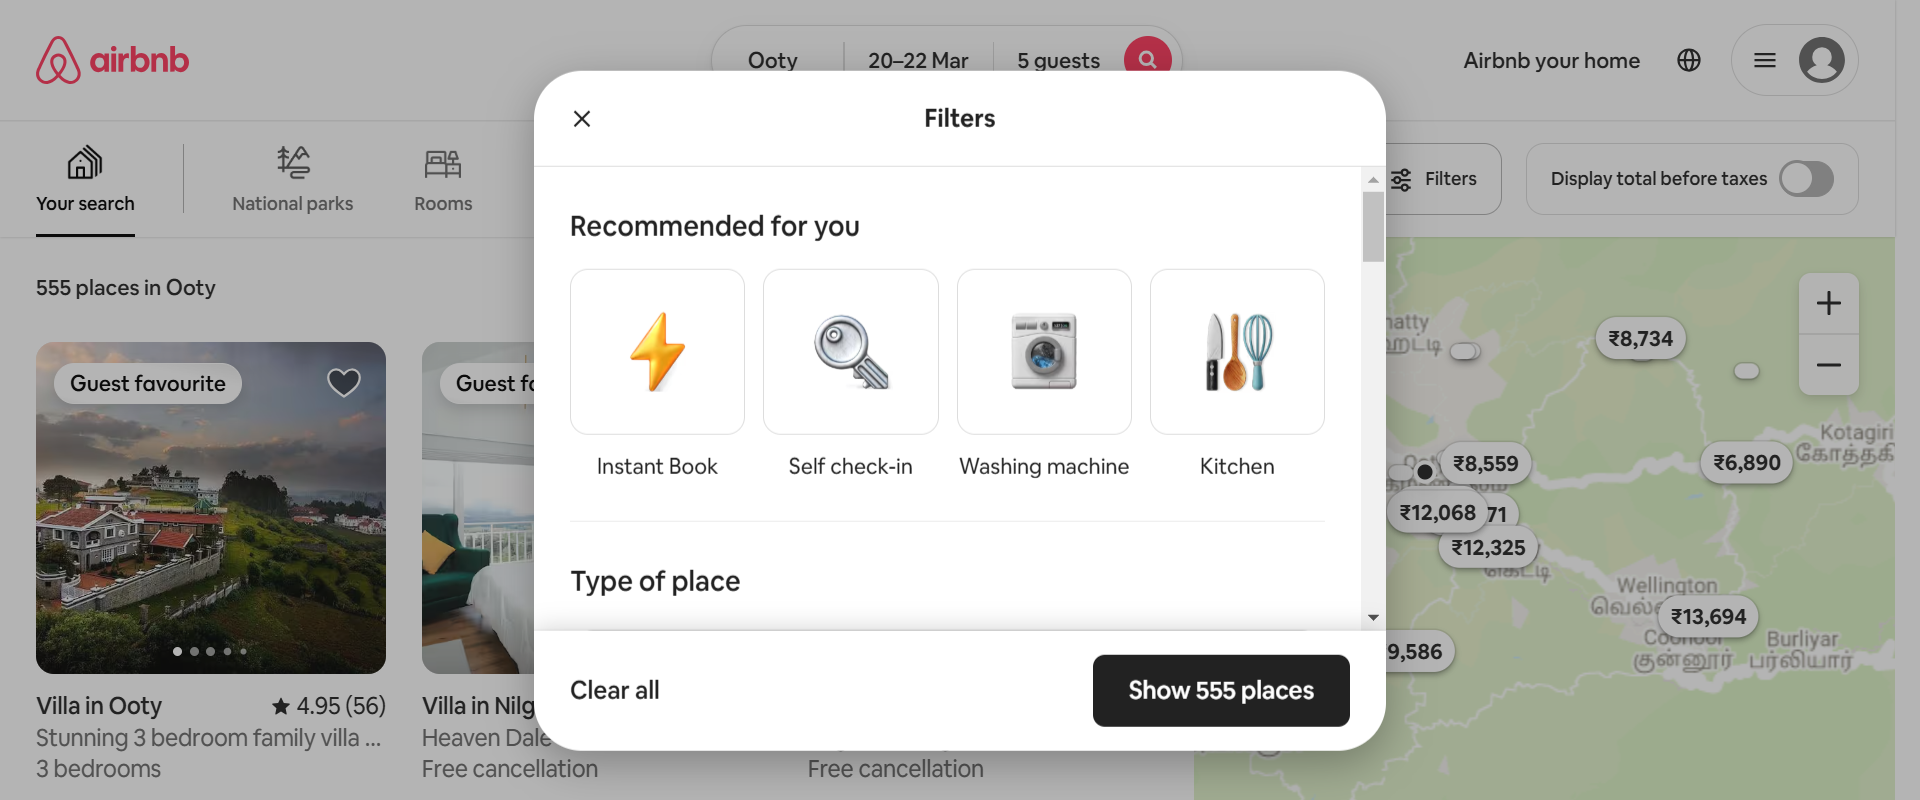 airbnb
Ooty
20–22 Mar
5 guests
Airbnb your home
Filters
Your search
National parks
Rooms
Filters
Display total before taxes
555 places in Ooty
Recommended for you
Instant Book
Self check-in
Washing machine
Kitchen
Type of place
Clear all
Show 555 places
Guest favourite
Villa in Ooty
4.95 (56)
Stunning 3 bedroom family villa ...
3 bedrooms
Villa in Nilg
Heaven Dale
Free cancellation
Free cancellation
₹8,734
Kotagiri
₹8,559
₹6,890
₹12,068
71
₹12,325
Wellington
₹13,694
Coonoor
குன்னூர்
Burliyar
பர்லியார்
9,586